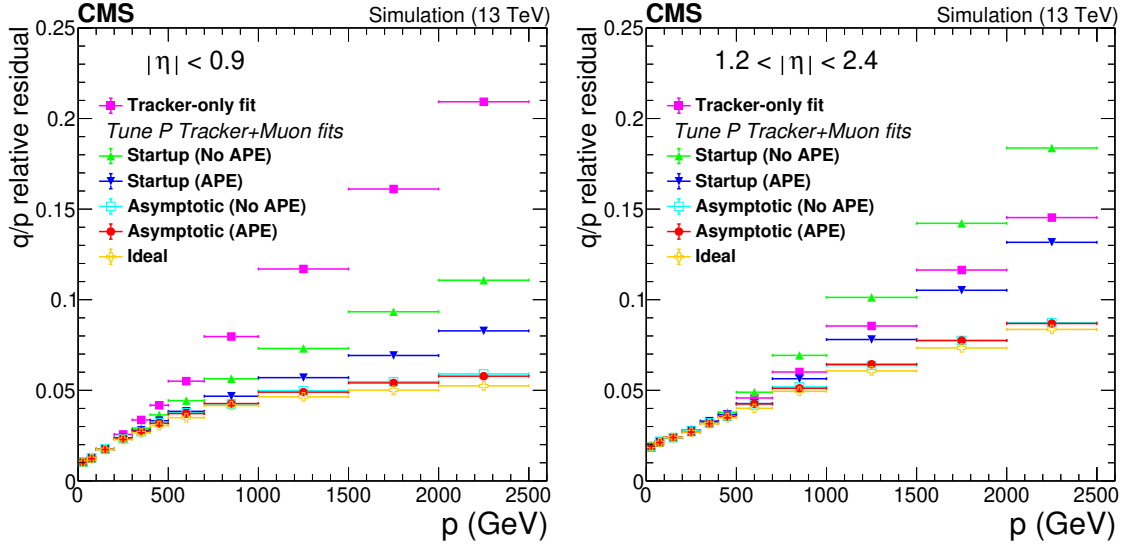 CMS Simulation (13 TeV)
q/p relative residual
0.25
0.2
0.15
0.1
0.05
0
|η| < 0.9
Tracker-only fit
Tune P Tracker+Muon fits
Startup (No APE)
Startup (APE)
Asymptotic (No APE)
Asymptotic (APE)
Ideal
0 500 1000 1500 2000 2500
p (GeV)
CMS Simulation (13 TeV)
q/p relative residual
0.25
0.2
0.15
0.1
0.05
0
1.2 < |η| < 2.4
Tracker-only fit
Tune P Tracker+Muon fits
Startup (No APE)
Startup (APE)
Asymptotic (No APE)
Asymptotic (APE)
Ideal
0 500 1000 1500 2000 2500
p (GeV)